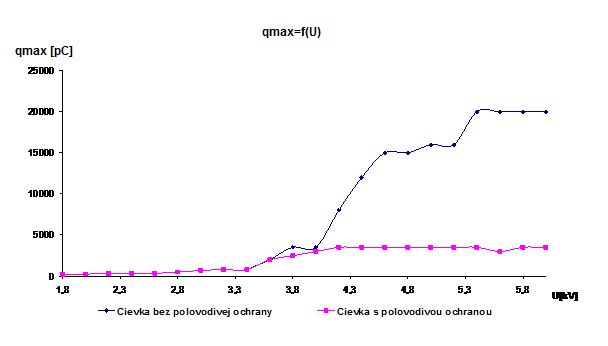 qmax=f(U)
qmax [pC]
25000
20000
15000
10000
5000
0
1,8 2,3 2,8 3,3 3,8 4,3 4,8 5,3 5,8
U[kV]
Cievka bez polovodivej ochrany Cievka s polovodivou ochranou